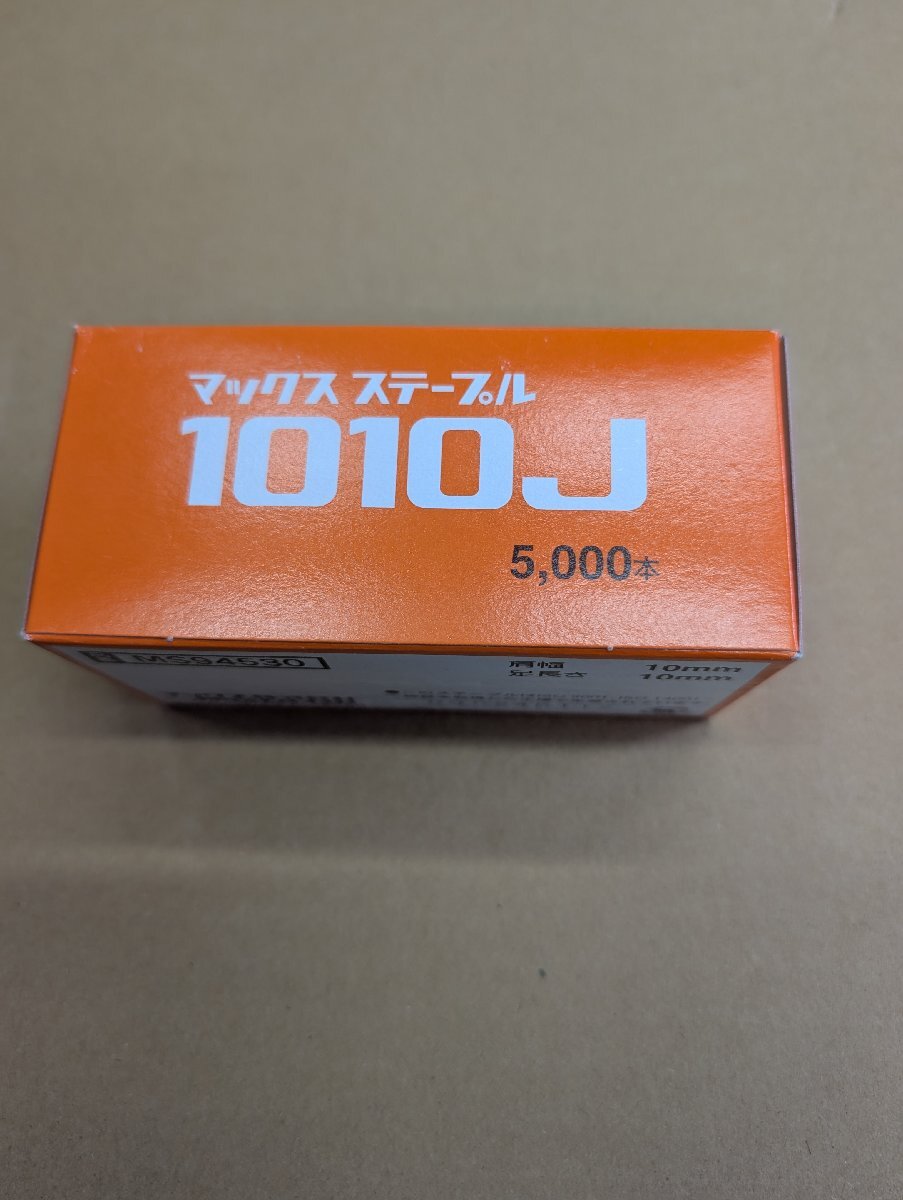 マックス ステープル
1010J
5,000本
MS94530
肩幅 10mm
足長さ 10mm